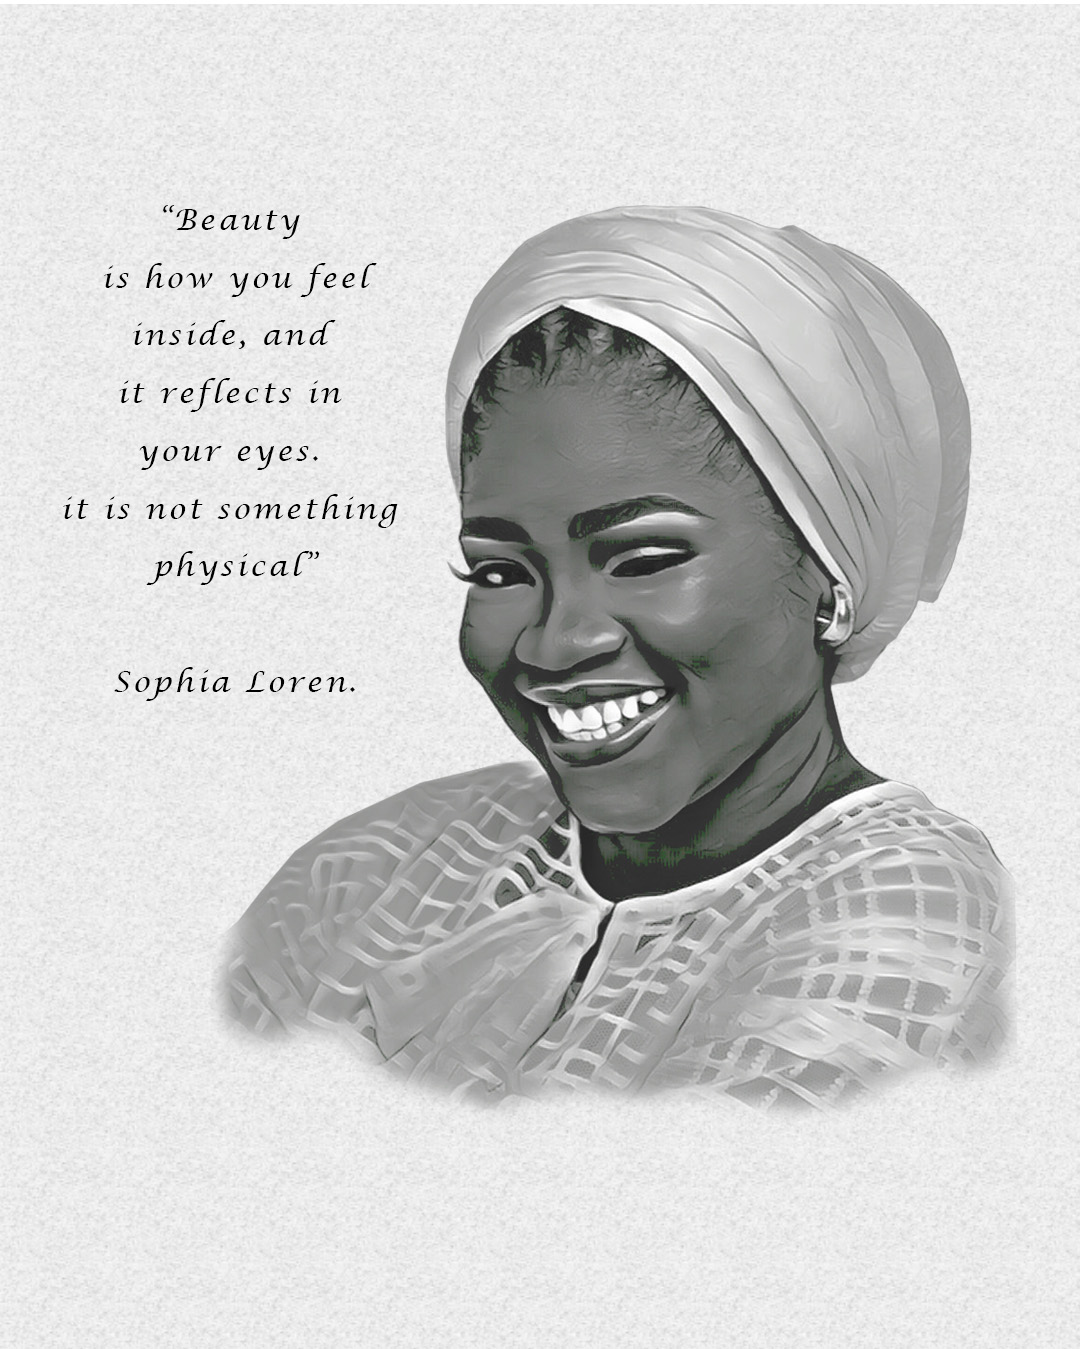 “Beauty
is how you feel
inside, and
it reflects in
your eyes.
it is not something
physical”
Sophia Loren.